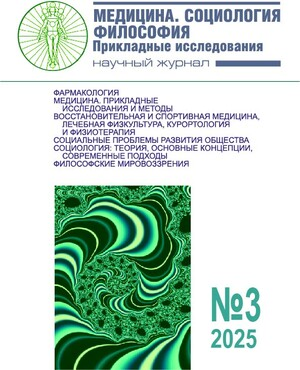 МЕДИЦИНА. СОЦИОЛОГИЯ
ФИЛОСОФИЯ
Прикладные исследования
научный журнал
ФАРМАКОЛОГИЯ
МЕДИЦИНА. ПРИКЛАДНЫЕ
ИССЛЕДОВАНИЯ И МЕТОДЫ
ВОССТАНОВИТЕЛЬНАЯ И СПОРТИВНАЯ МЕДИЦИНА,
ЛЕЧЕБНАЯ ФИЗКУЛЬТУРА, КУРОРТОЛОГИЯ
И ФИЗИОТЕРАПИЯ
СОЦИАЛЬНЫЕ ПРОБЛЕМЫ РАЗВИТИЯ ОБЩЕСТВА
СОЦИОЛОГИЯ: ТЕОРИЯ, ОСНОВНЫЕ КОНЦЕПЦИИ,
СОВРЕМЕННЫЕ ПОДХОДЫ
ФИЛОСОФСКИЕ МИРОВОЗЗРЕНИЯ
№3
2025